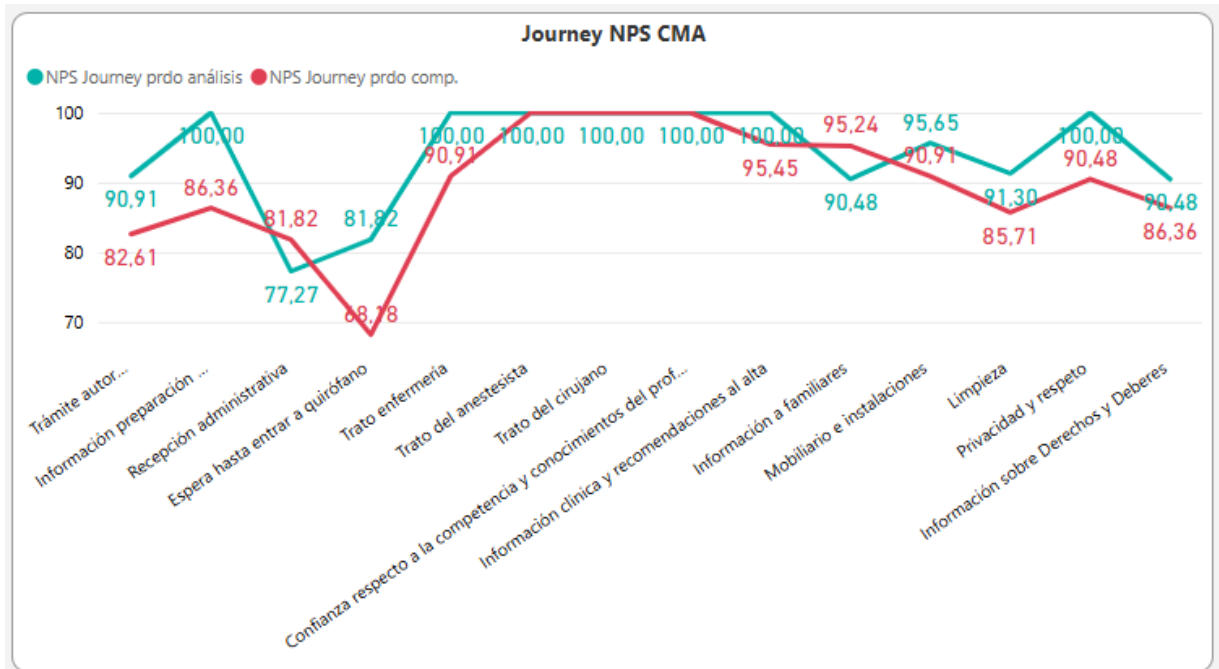 Journey NPS CMA
NPS Journey prdo análisis NPS Journey prdo comp.
100
90
80
70
90,91
100,00
77,27
81,82
100,00
100,00
100,00
100,00
100,00
90,48
95,65
91,30
100,00
90,48
82,61
86,36
81,82
68,18
90,91
95,45
95,24
90,91
85,71
90,48
86,36
Trámite autor...
Información preparación ...
Recepción administrativa
Espera hasta entrar a quirófano
Trato enfermería
Trato del anestesista
Trato del cirujano
Confianza respecto a la competencia y conocimientos del prof...
Información clínica y recomendaciones al alta
Información a familiares
Mobiliario e instalaciones
Limpieza
Privacidad y respeto
Información sobre Derechos y Deberes